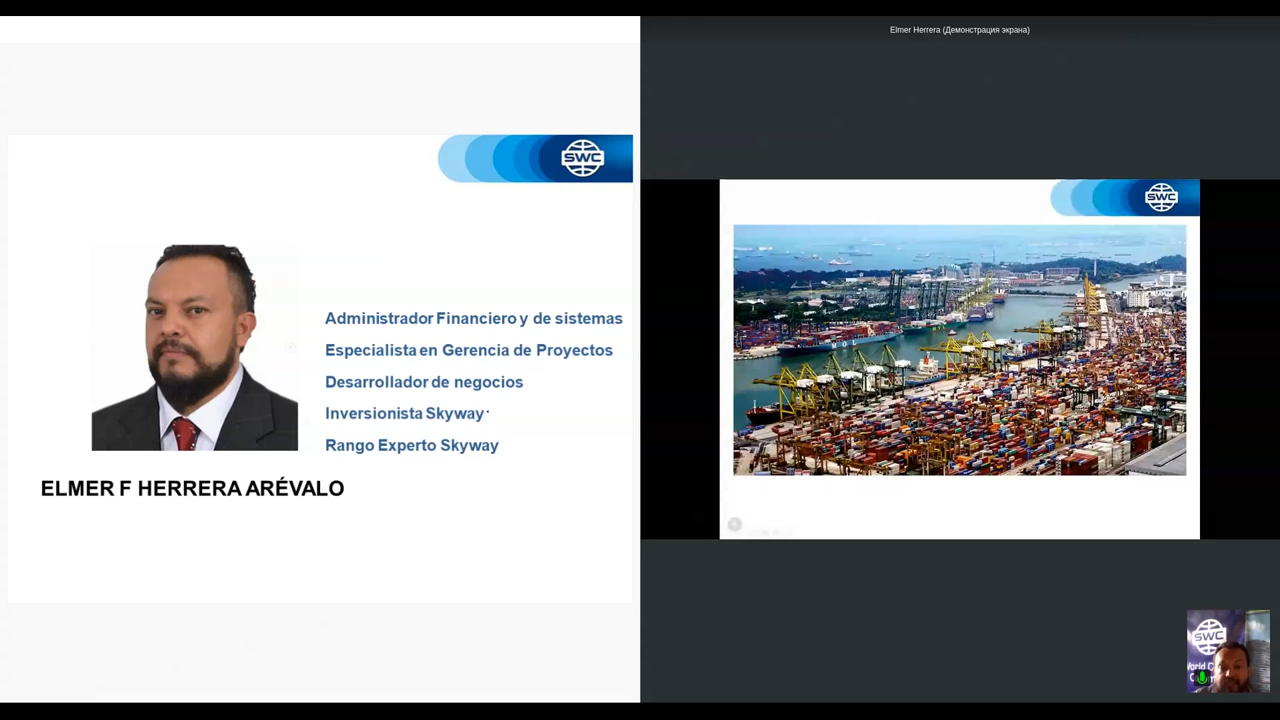 Elmer Herrera (Демонстрация экрана)
SWC
Administrador Financiero y de sistemas
Especialista en Gerencia de Proyectos
Desarrollador de negocios
Inversionista Skyway
Rango Experto Skyway
ELMER F HERRERA ARÉVALO
SWC
SWC